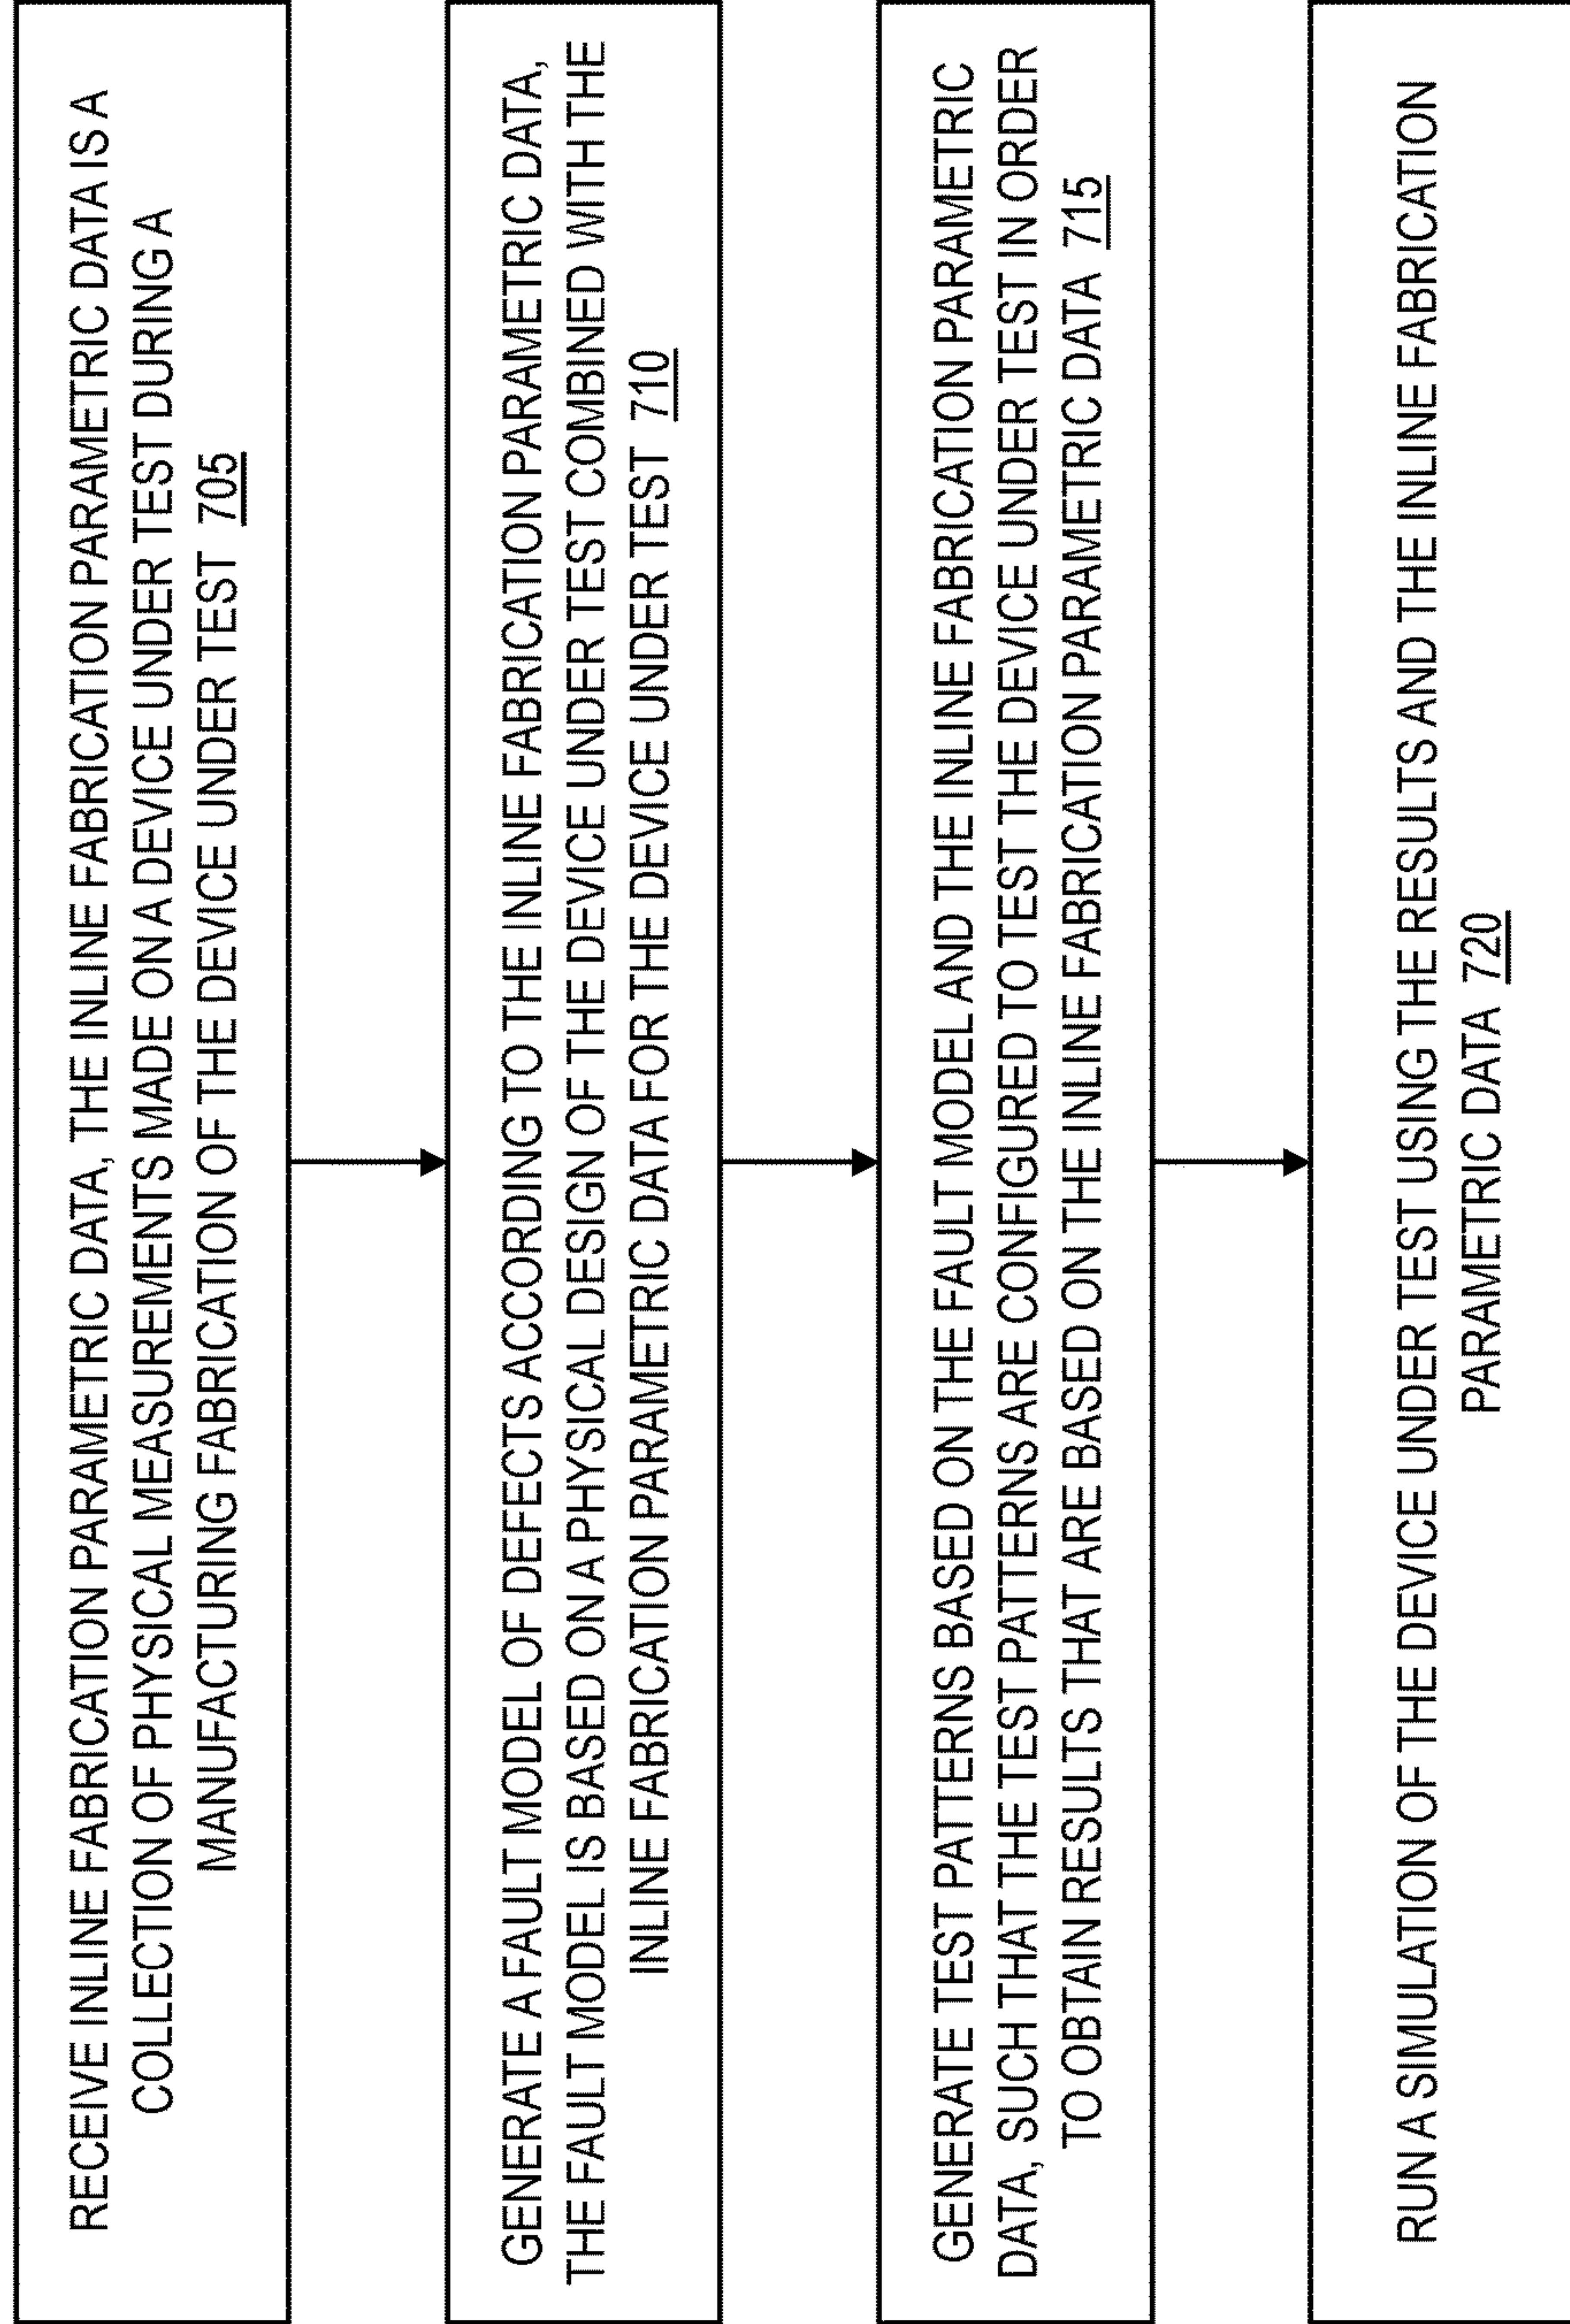 RECEIVE INLINE FABRICATION PARAMETRIC DATA, THE INLINE FABRICATION PARAMETRIC DATA IS A
COLLECTION OF PHYSICAL MEASUREMENTS MADE ON A DEVICE UNDER TEST DURING A
MANUFACTURING FABRICATION OF THE DEVICE UNDER TEST 705
GENERATE A FAULT MODEL OF DEFECTS ACCORDING TO THE INLINE FABRICATION PARAMETRIC DATA,
THE FAULT MODEL IS BASED ON A PHYSICAL DESIGN OF THE DEVICE UNDER TEST COMBINED WITH THE
INLINE FABRICATION PARAMETRIC DATA FOR THE DEVICE UNDER TEST 710
GENERATE TEST PATTERNS BASED ON THE FAULT MODEL AND THE INLINE FABRICATION PARAMETRIC
DATA, SUCH THAT THE TEST PATTERNS ARE CONFIGURED TO TEST THE DEVICE UNDER TEST IN ORDER
TO OBTAIN RESULTS THAT ARE BASED ON THE INLINE FABRICATION PARAMETRIC DATA 715
RUN A SIMULATION OF THE DEVICE UNDER TEST USING THE RESULTS AND THE INLINE FABRICATION
PARAMETRIC DATA 720